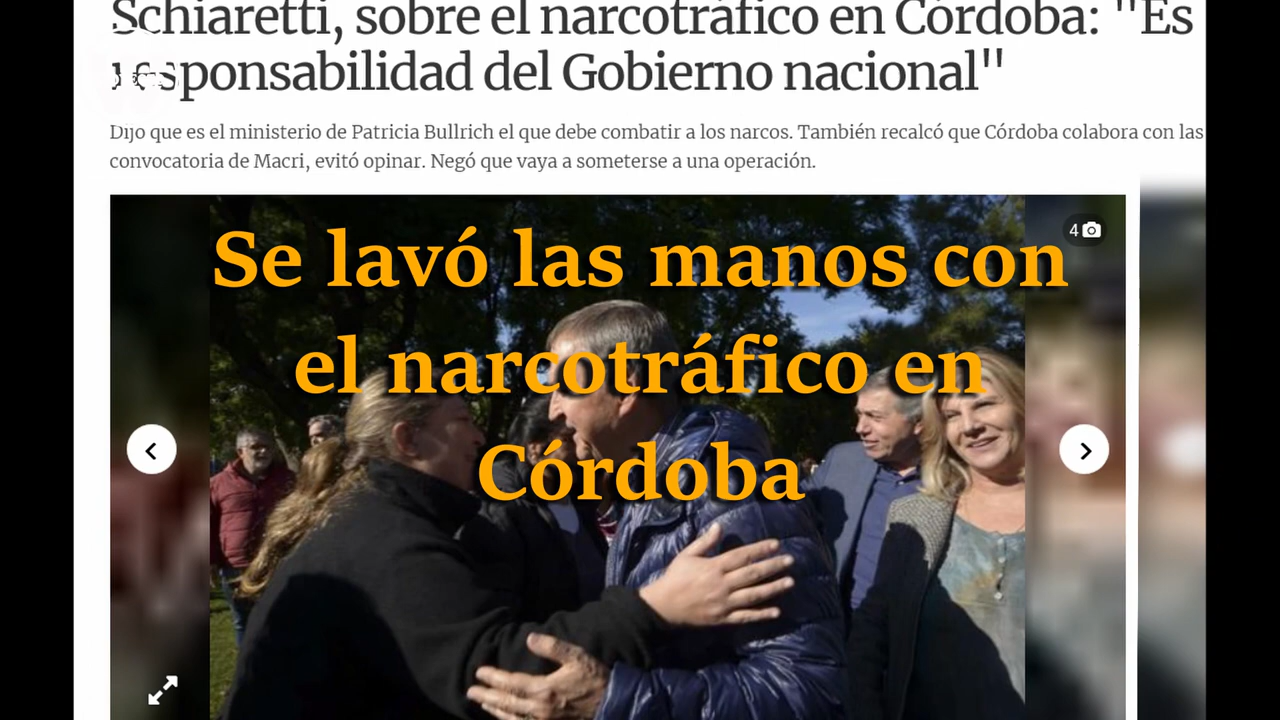 Schiaretti, sobre el narcotráfico en Córdoba: "Es
responsabilidad del Gobierno nacional"
Dijo que es el ministerio de Patricia Bullrich el que debe combatir a los narcos. También recalcó que Córdoba colabora con las
convocatoria de Macri, evitó opinar. Negó que vaya a someterse a una operación.
4
Se lavó las manos con
el narcotráfico en
Córdoba